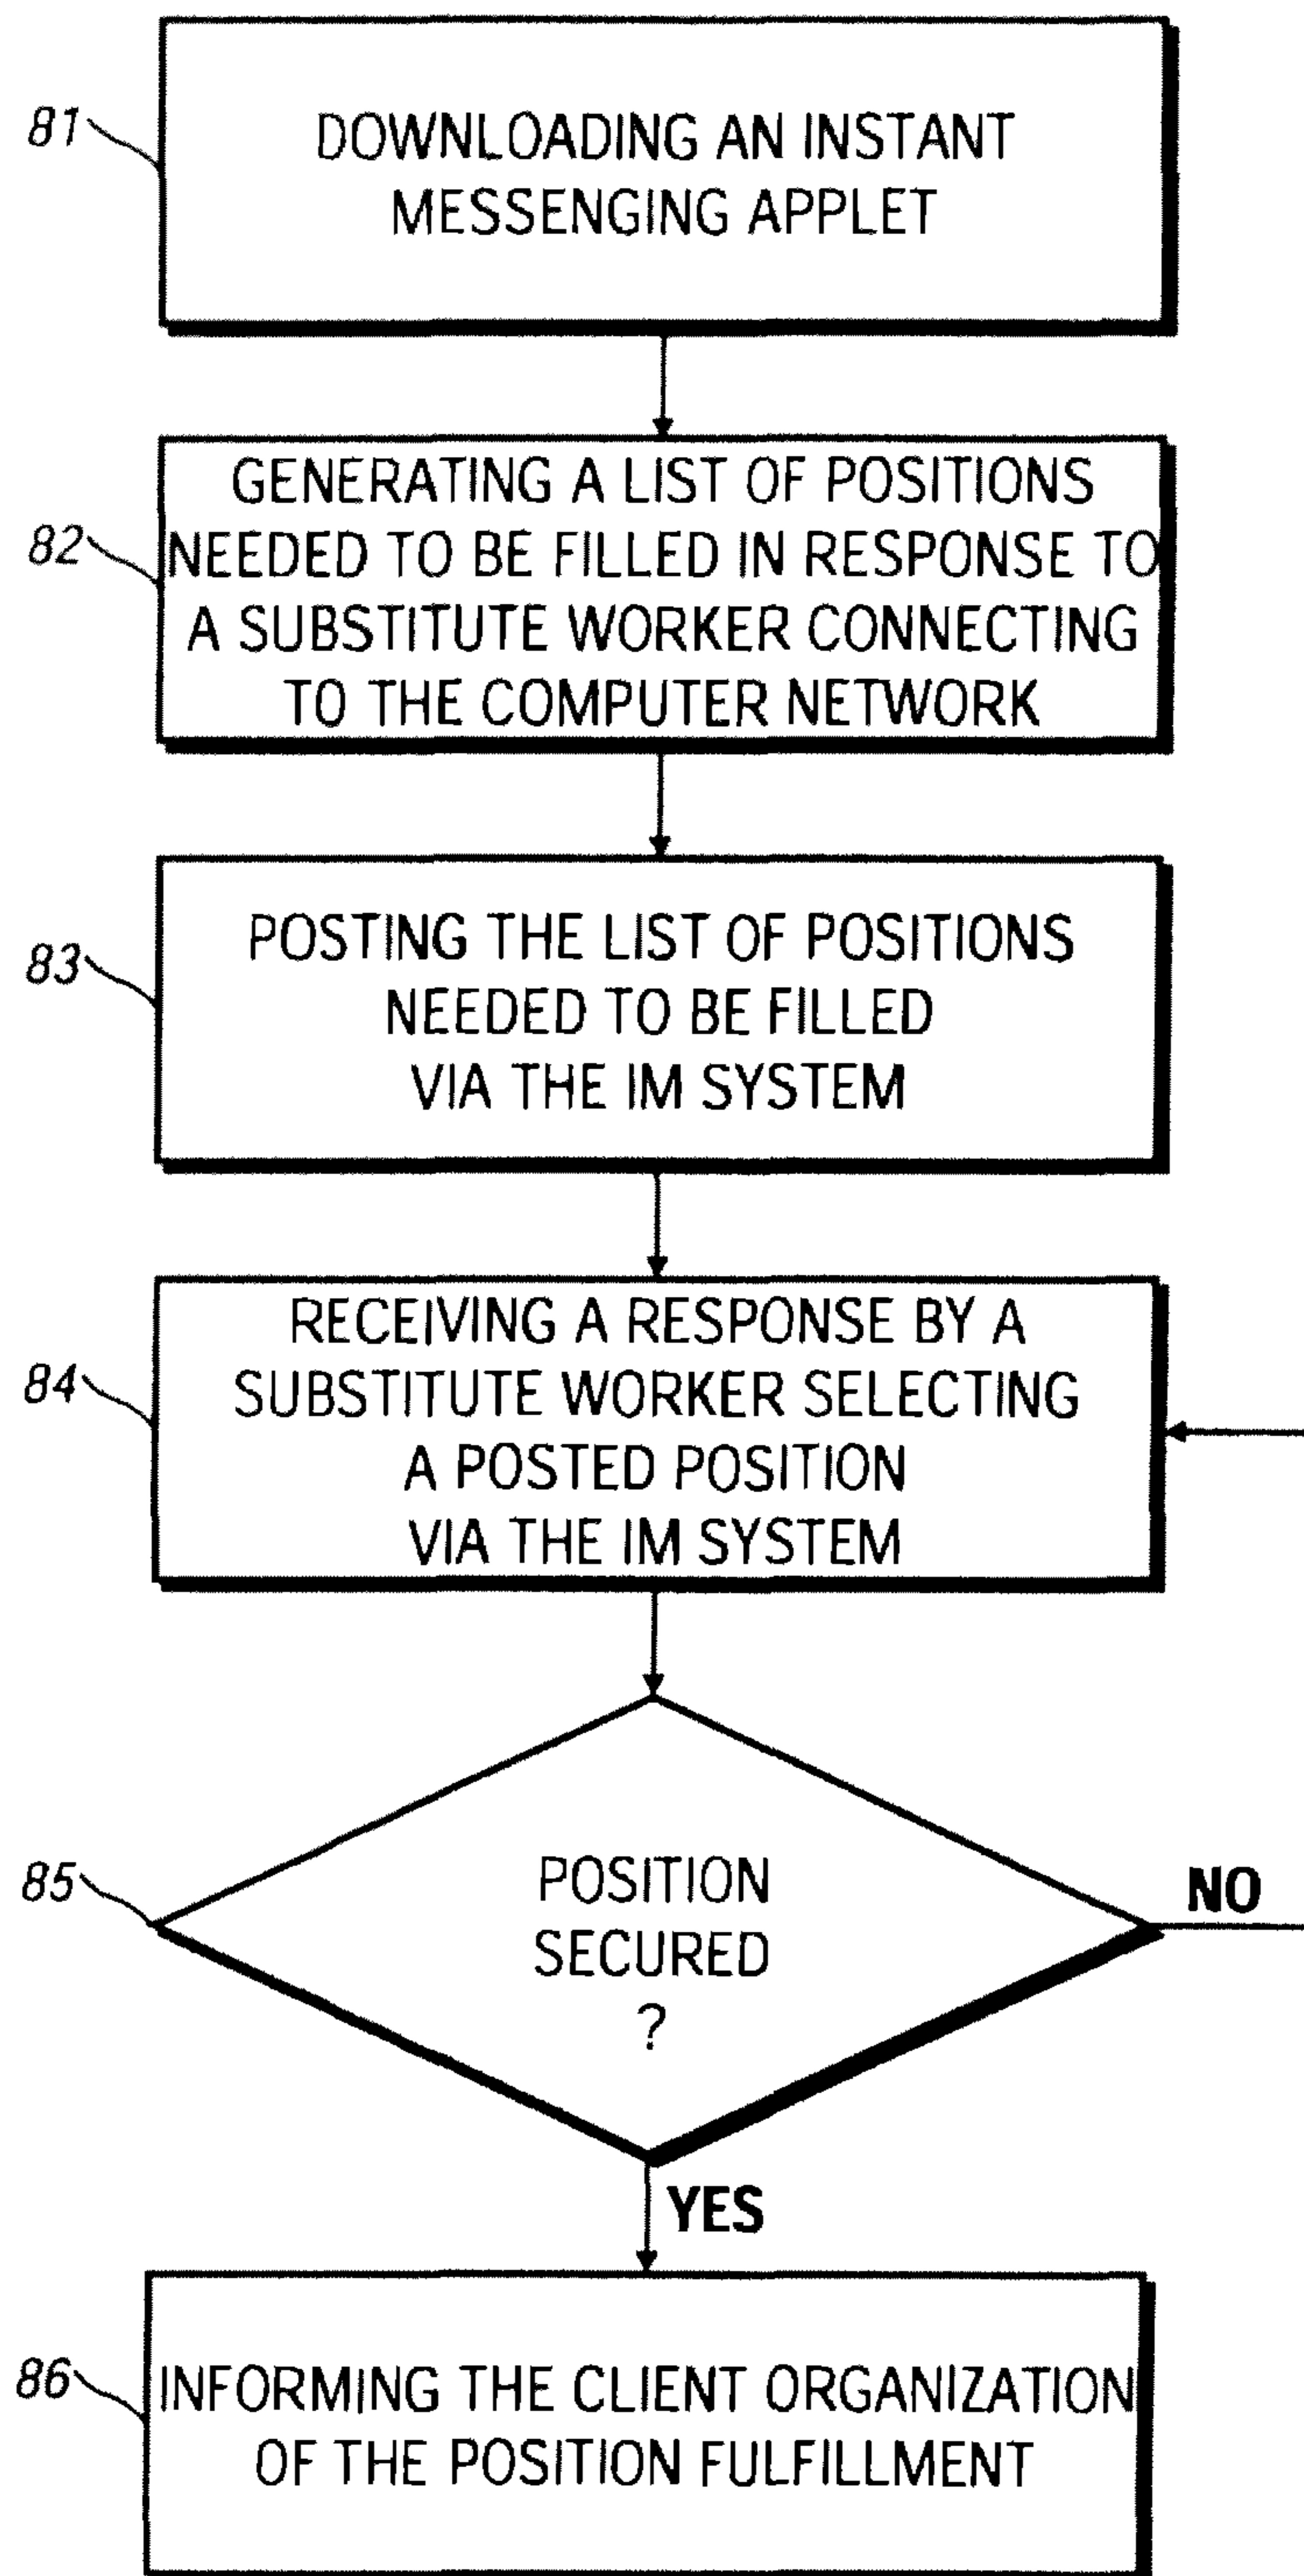 81
DOWNLOADING AN INSTANT
MESSENGING APPLET
82
GENERATING A LIST OF POSITIONS
NEEDED TO BE FILLED IN RESPONSE TO
A SUBSTITUTE WORKER CONNECTING
TO THE COMPUTER NETWORK
83
POSTING THE LIST OF POSITIONS
NEEDED TO BE FILLED
VIA THE IM SYSTEM
84
RECEIVING A RESPONSE BY A
SUBSTITUTE WORKER SELECTING
A POSTED POSITION
VIA THE IM SYSTEM
85
POSITION
SECURED
?
NO
YES
86
INFORMING THE CLIENT ORGANIZATION
OF THE POSITION FULFILLMENT